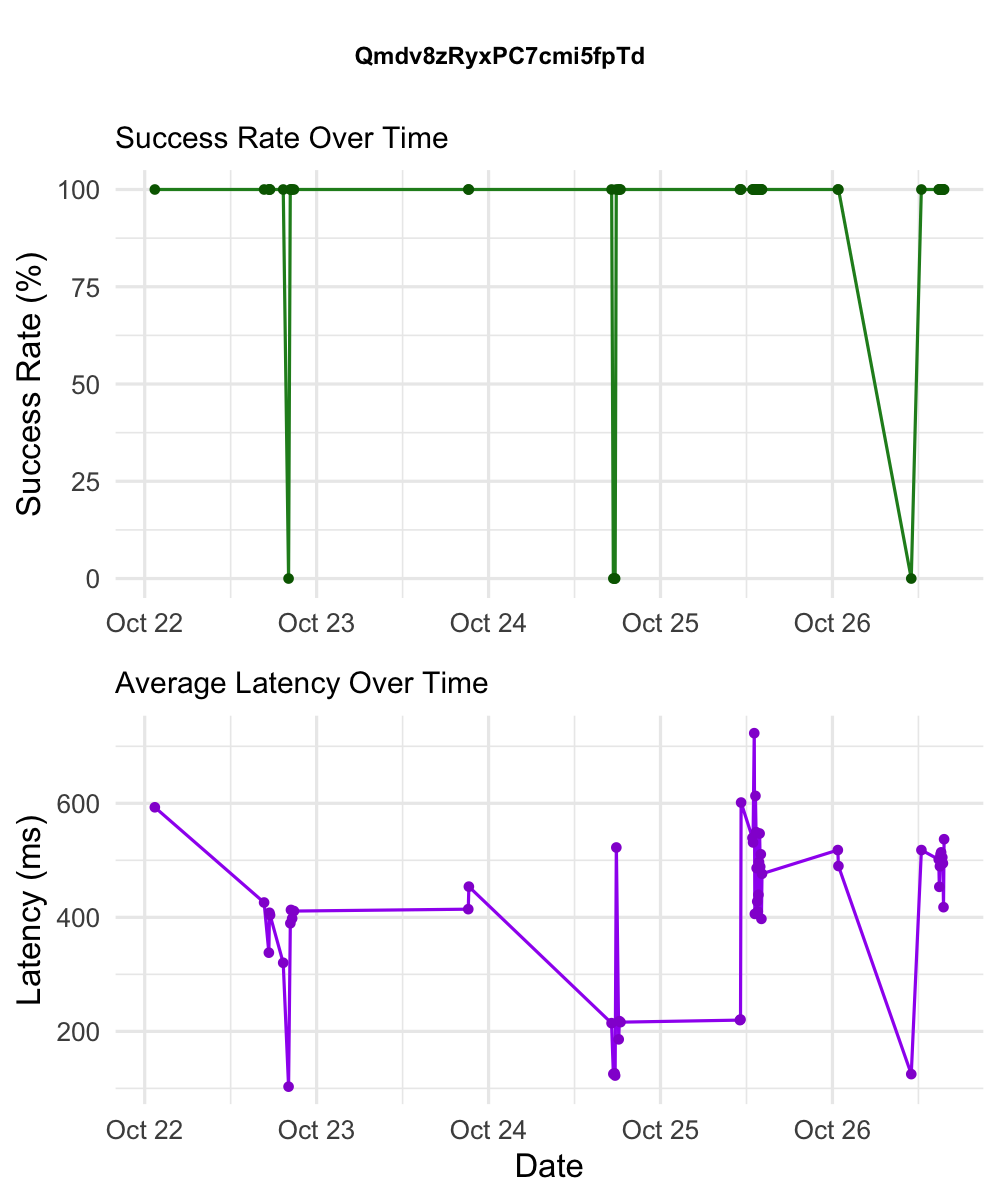 Qmdv8zRyxPC7cmi5fpTd
Success Rate Over Time
Success Rate (%)
100
75
50
25
0
Oct 22 Oct 23 Oct 24 Oct 25 Oct 26
Average Latency Over Time
Latency (ms)
600
400
200
Oct 22 Oct 23 Oct 24 Oct 25 Oct 26
Date